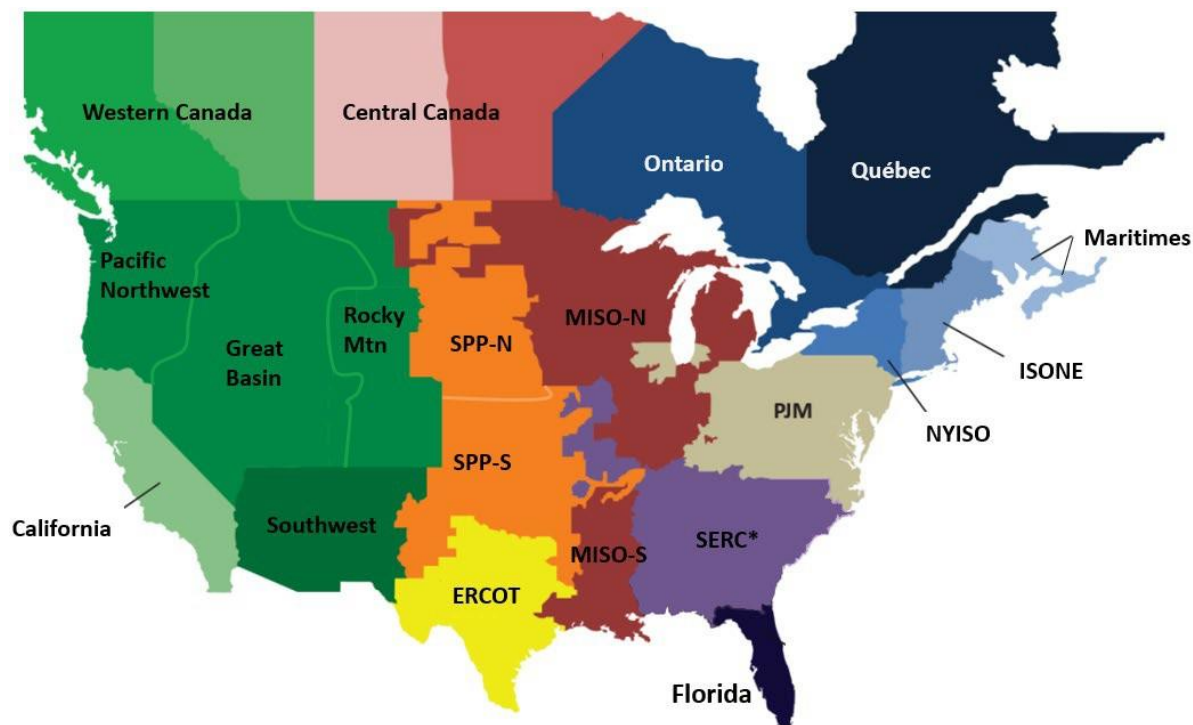 Western Canada
Central Canada
Ontario
Québec
Maritimes
Pacific
Northwest
Rocky
Mtn
MISO-N
SPP-N
Great
Basin
ISONE
PJM
NYISO
SPP-S
California
Southwest
MISO-S
SERC*
ERCOT
Florida